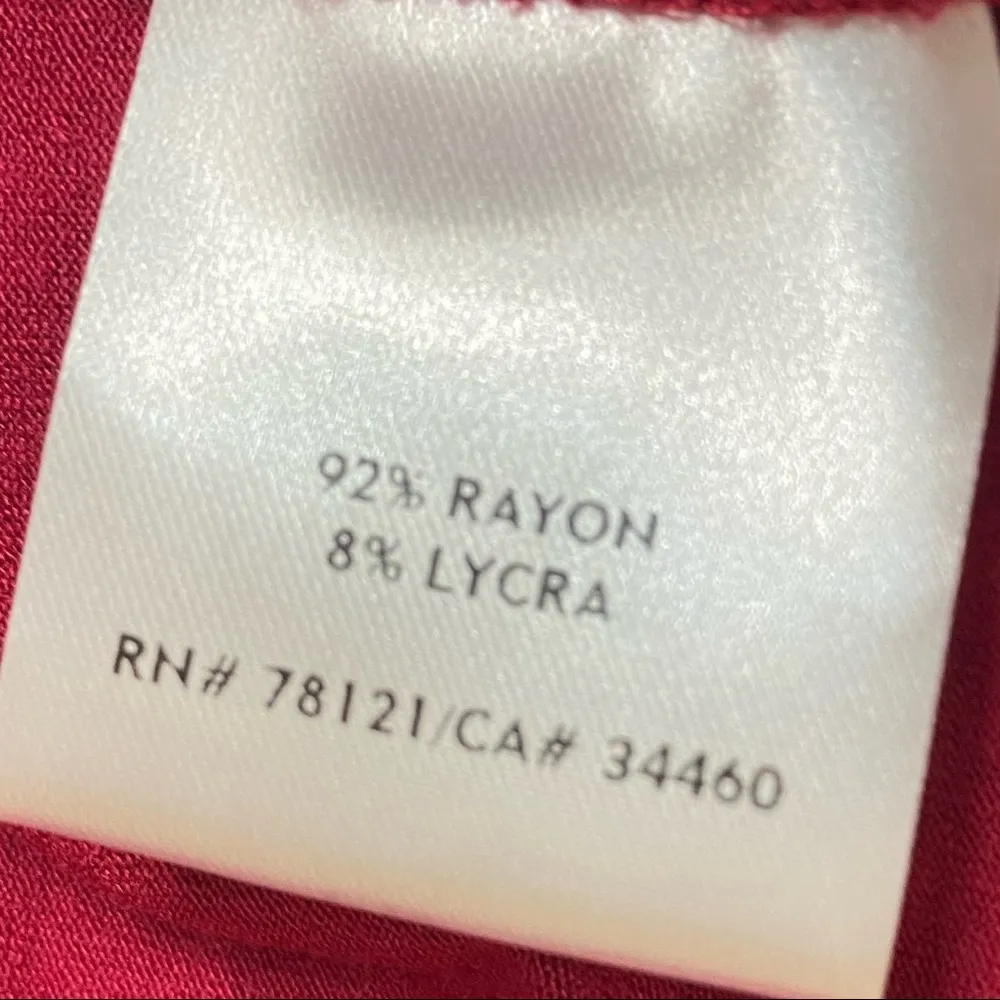 92% RAYON
8% LYCRA
RN# 78121/CA# 34460